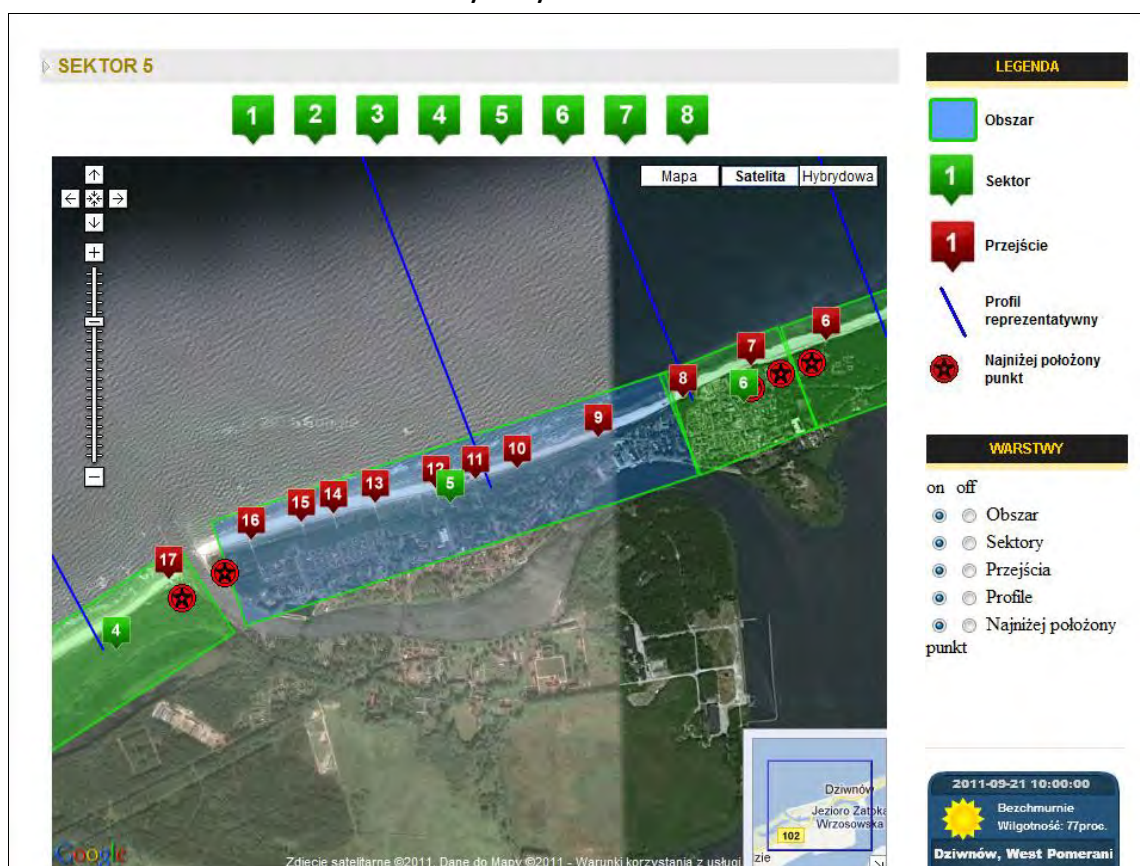 SEKTOR 5
1 2 3 4 5 6 7 8
Mapa Satelita Hybrydowa
6
7
6
8
9
10
11
12
5
13
14
15
16
17
4
Dziwnów
Jezioro Zatoka
Wrzosowska
102
zie
Google
Zdjęcie satelitarne ©2011, Dane do Mapy ©2011 - Warunki korzystania z usługi
LEGENDA
Obszar
1 Sektor
1 Przejście
Profil
reprezentatywny
Najniżej położony
punkt
WARSTWY
on off
Obszar
Sektory
Przejścia
Profile
Najniżej położony
punkt
2011-09-21 10:00:00
Bezchmurnie
Wilgotność: 77proc.
Dziwnów, West Pomerani